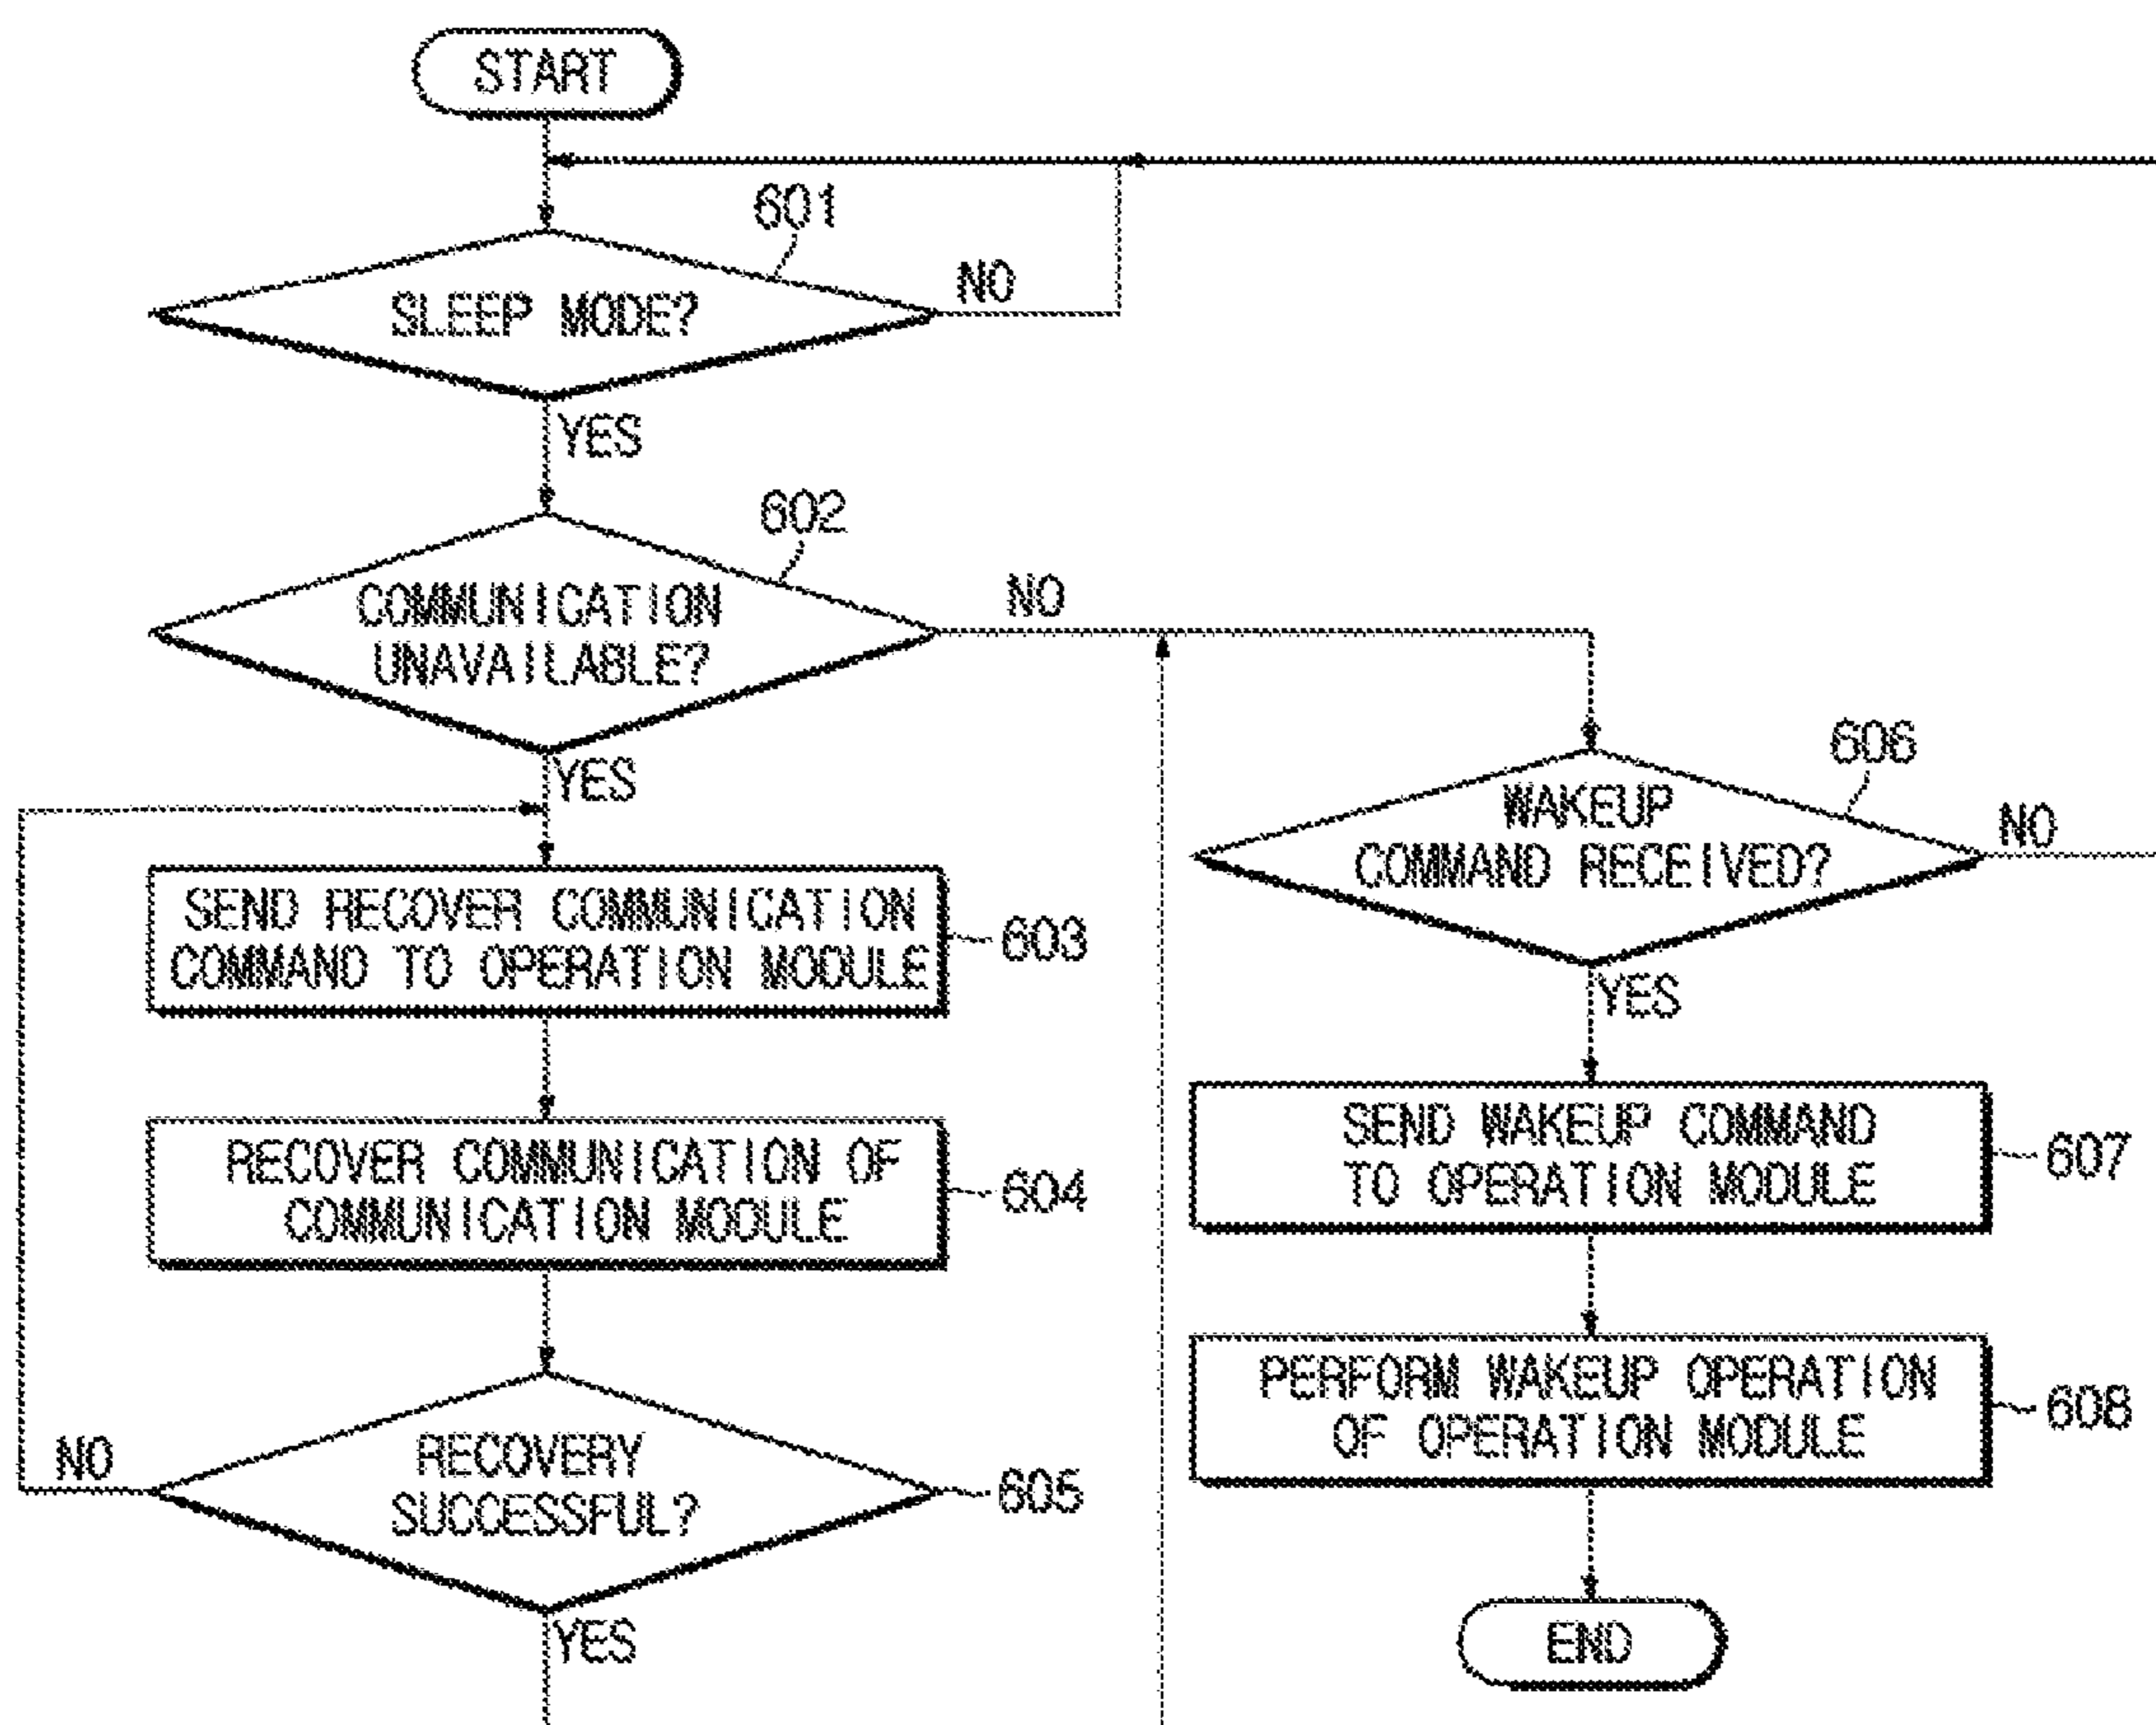 START
601
SLEEP MODE?
NO
YES
602
COMMUNICATION
UNAVAILABLE?
NO
YES
SEND RECOVER COMMUNICATION
COMMAND TO OPERATION MODULE
603
RECOVER COMMUNICATION OF
COMMUNICATION MODULE
604
RECOVERY
SUCCESSFUL?
NO
605
YES
606
WAKEUP
COMMAND RECEIVED?
NO
YES
SEND WAKEUP COMMAND
TO OPERATION MODULE
607
PERFORM WAKEUP OPERATION
OF OPERATION MODULE
608
END